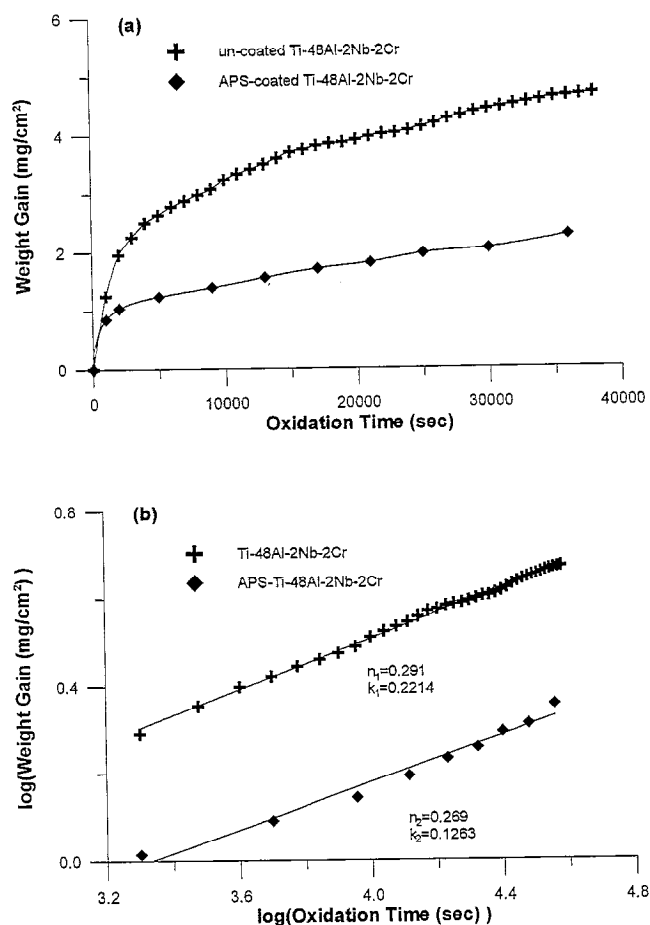 (a)
un-coated Ti-48Al-2Nb-2Cr
APS-coated Ti-48Al-2Nb-2Cr
Weight Gain (mg/cm²)
6
4
2
0
0
10000
20000
30000
40000
Oxidation Time (sec)
(b)
Ti-48Al-2Nb-2Cr
APS-Ti-48Al-2Nb-2Cr
log(Weight Gain (mg/cm²) )
0.8
0.4
0.0
n₁=0.291
k₁=0.2214
n₂=0.269
k₂=0.1263
3.2
3.6
4.0
4.4
4.8
log(Oxidation Time (sec) )